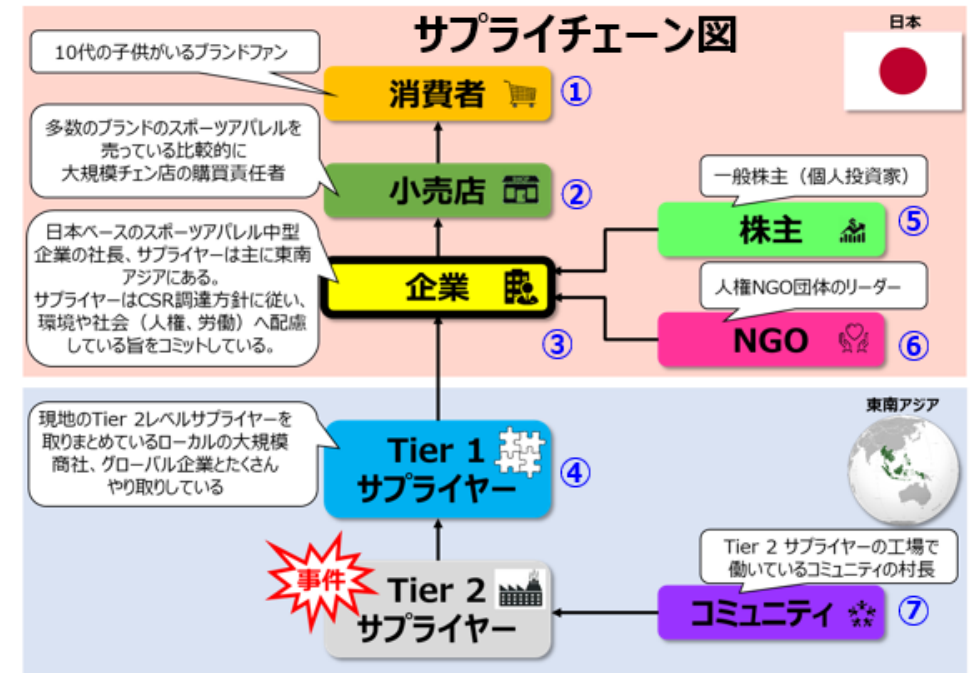 サプライチェーン図
日本
10代の子供がいるブランドファン
消費者
①
多数のブランドのスポーツアパレルを
売っている比較的に
大規模チェン店の購買責任者
小売店
②
一般株主（個人投資家）
株主
⑤
日本ベースのスポーツアパレル中型
企業の社長、サプライヤーは主に東南
アジアにある。
サプライヤーはCSR調達方針に従い、
環境や社会（人権、労働）へ配慮
している旨をコミットしている。
企業
③
人権NGO団体のリーダー
NGO
⑥
東南アジア
現地のTier 2レベルサプライヤーを
取りまとめているローカルの大規模
商社、グローバル企業とたくさん
やり取りしている
Tier 1
サプライヤー
④
事件
Tier 2
サプライヤー
Tier 2 サプライヤーの工場で
働いているコミュニティの村長
コミュニティ
⑦